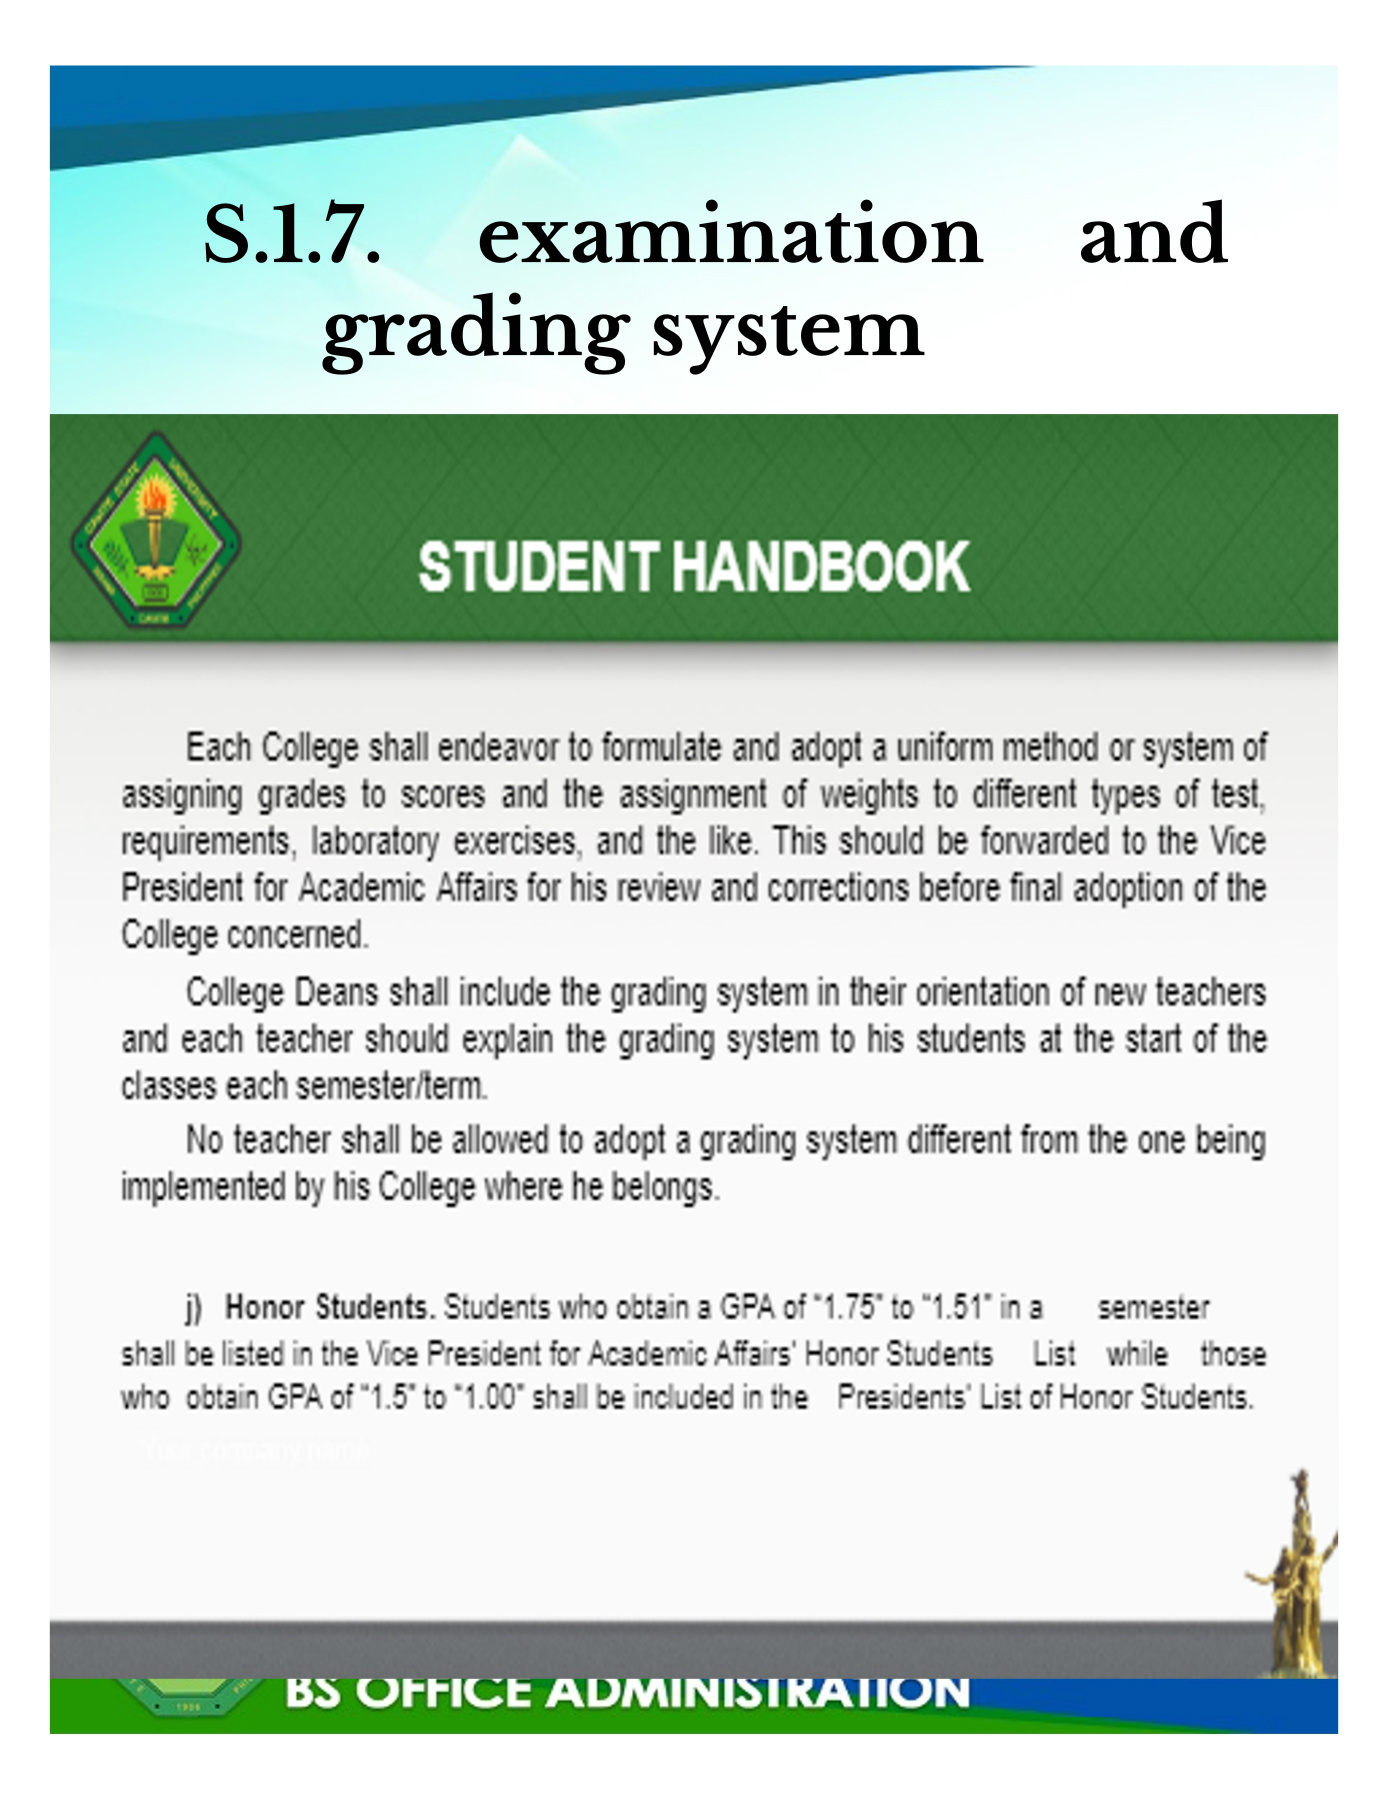 S.1.7. examination and
grading system
CAVITE STATE UNIVERSITY
CAVITE
STUDENT HANDBOOK
Each College shall endeavor to formulate and adopt a uniform method or system of
assigning grades to scores and the assignment of weights to different types of test,
requirements, laboratory exercises, and the like. This should be forwarded to the Vice
President for Academic Affairs for his review and corrections before final adoption of the
College concerned.
College Deans shall include the grading system in their orientation of new teachers
and each teacher should explain the grading system to his students at the start of the
classes each semester/term.
No teacher shall be allowed to adopt a grading system different from the one being
implemented by his College where he belongs.
j) Honor Students. Students who obtain a GPA of “1.75” to “1.51” in a semester
shall be listed in the Vice President for Academic Affairs' Honor Students List while those
who obtain GPA of “1.5” to “1.00” shall be included in the Presidents' List of Honor Students.
Your company name
1906
BS OFFICE ADMINISTRATION